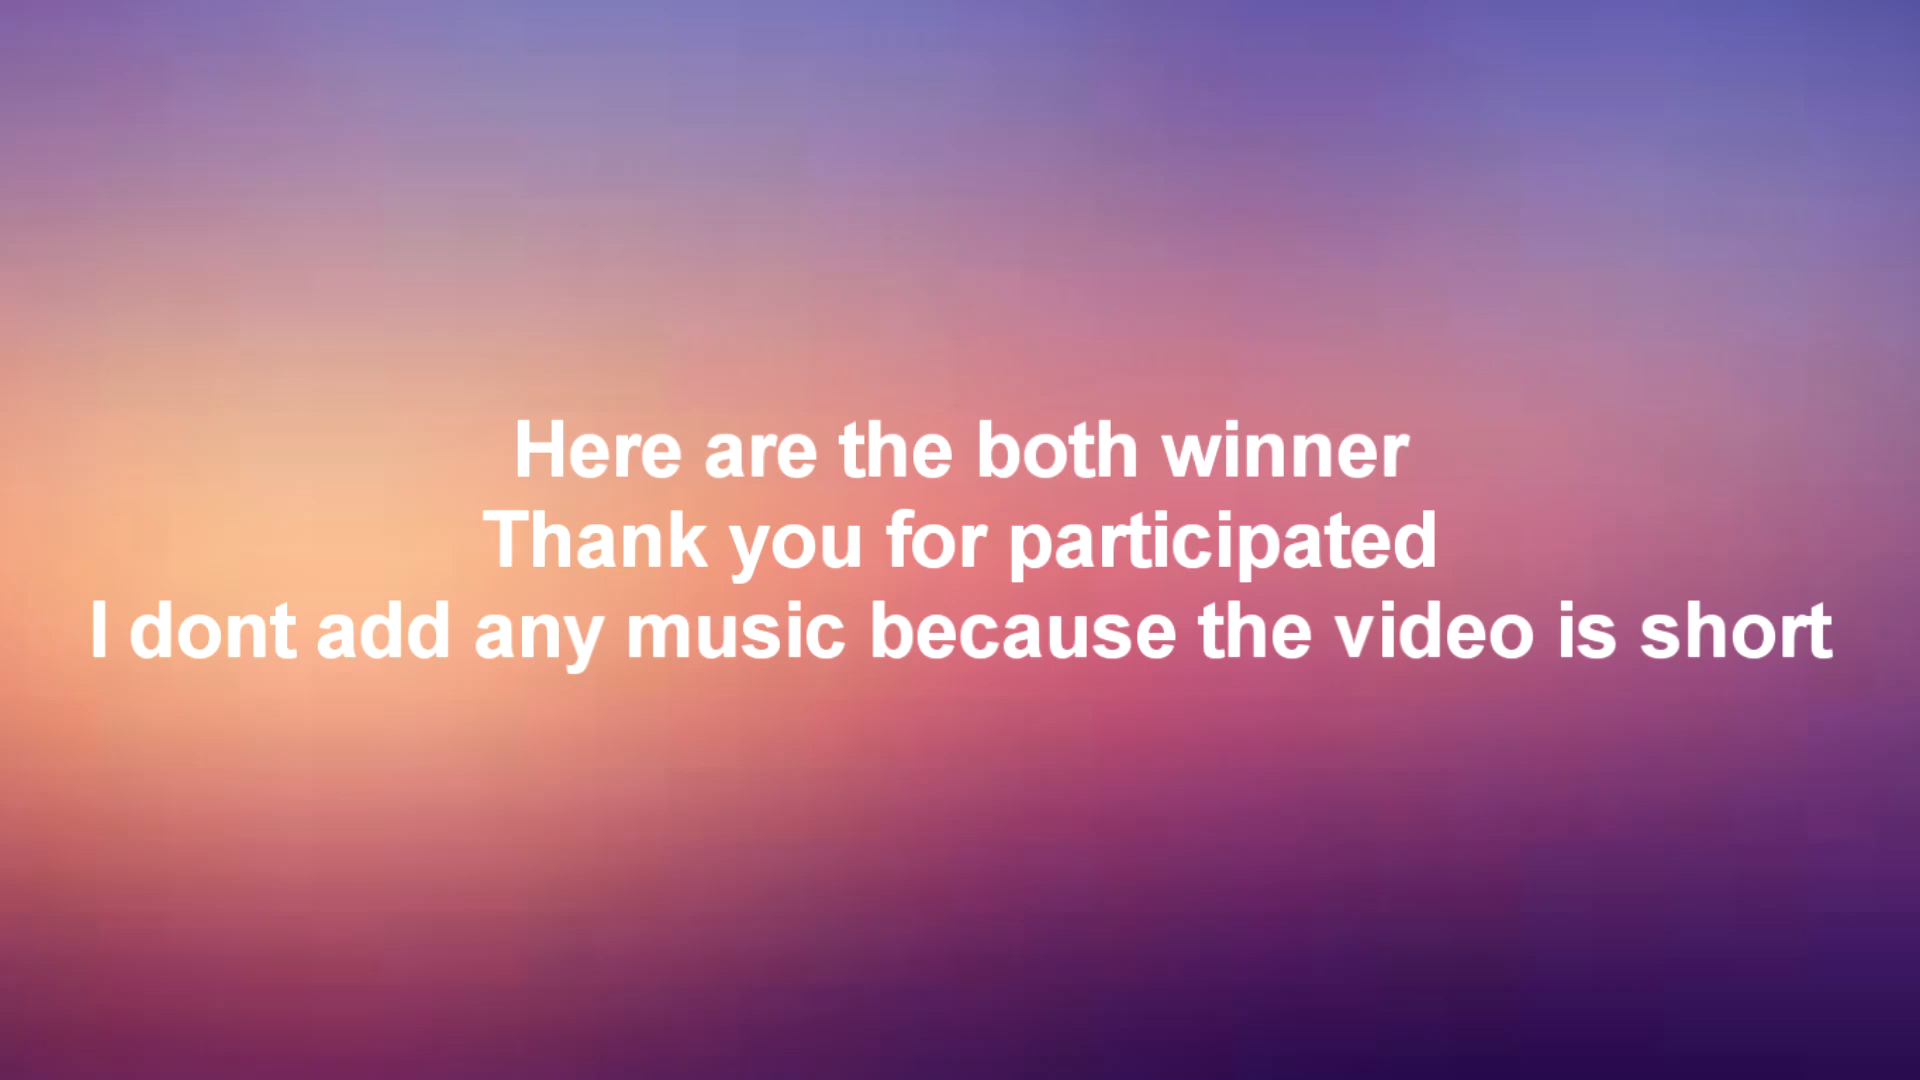 Here are the both winner
Thank you for participated
I dont add any music because the video is short